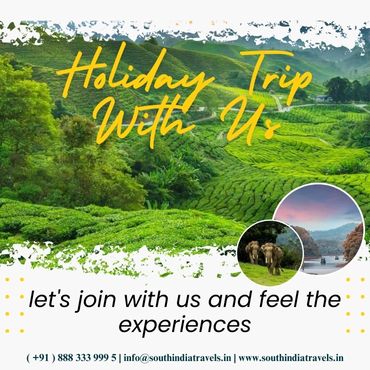 Holiday Trip
With Us
let's join with us and feel the
experiences
( +91 ) 888 333 999 5 | info@southindiatravels.in | www.southindiatravels.in